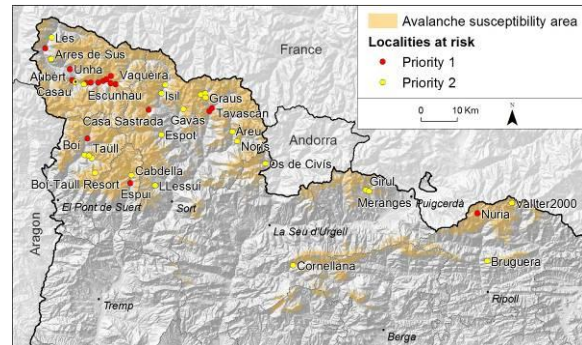 Avalanche susceptibility area
Localities at risk
Priority 1
Priority 2
0
10 Km
N
France
Les
Arres de Sus
Unha
Aubert
Vaqueira
Casau
Escunhau
Isil
Graus
Casa Sastrada
Gavas
Tavascan
Boi
Taüll
Espot
Areu
Noris
Andorra
Os de Civis
Boi-Taüll Resort
Cabdella
LLessui
Espui
El Pont de Suert
Sort
Girul
Meranges
Puigcerdà
Vallter2000
Nuria
La Seu d'Urgell
Aragon
Cornellana
Bruguera
Tremp
Ripoll
Berga